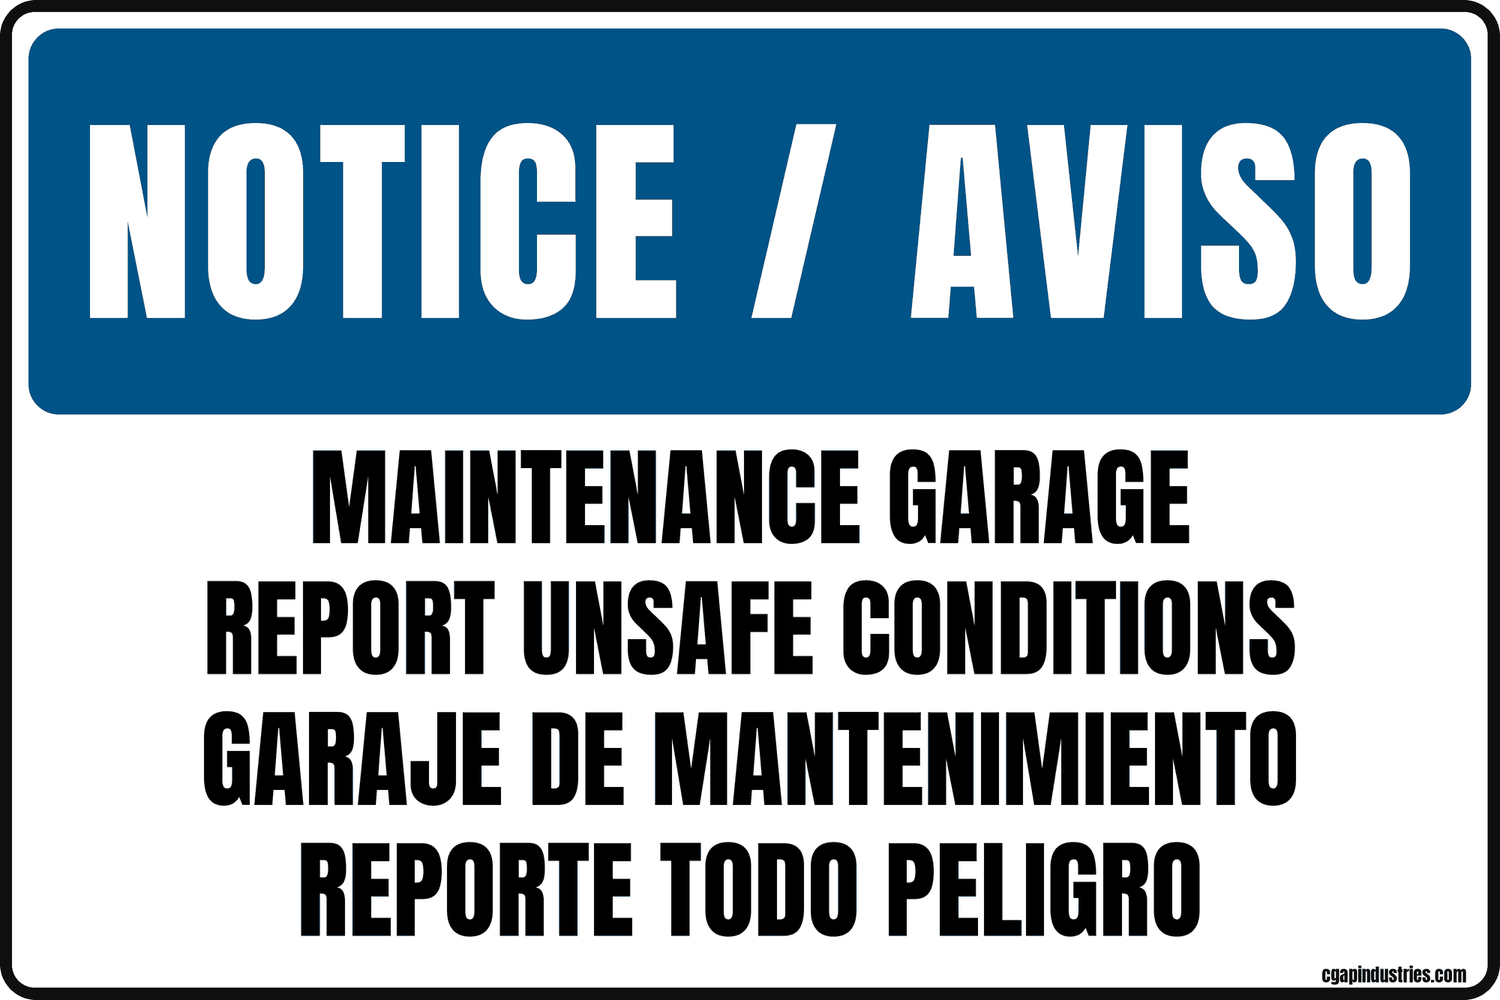 NOTICE / AVISO
MAINTENANCE GARAGE
REPORT UNSAFE CONDITIONS
GARAJE DE MANTENIMIENTO
REPORTE TODO PELIGRO
cgapindustries.com